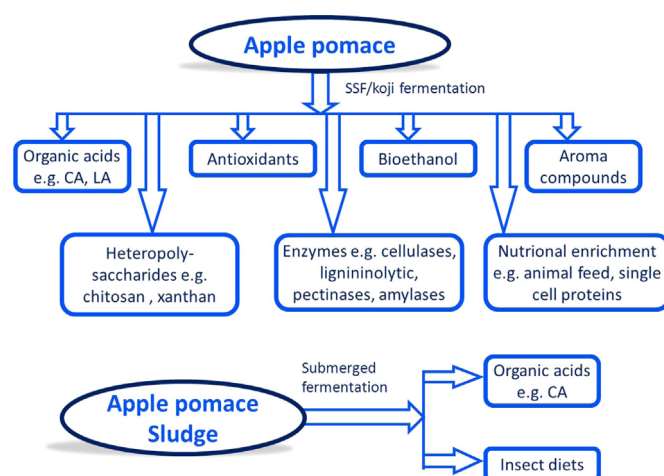 Apple pomace
SSF/koji fermentation
Organic acids
e.g. CA, LA
Antioxidants
Bioethanol
Aroma
compounds
Heteropoly-
saccharides e.g.
chitosan , xanthan
Enzymes e.g. cellulases,
lignininolytic,
pectinases, amylases
Nutrional enrichment
e.g. animal feed, single
cell proteins
Submerged
fermentation
Apple pomace
Sludge
Organic acids
e.g. CA
Insect diets